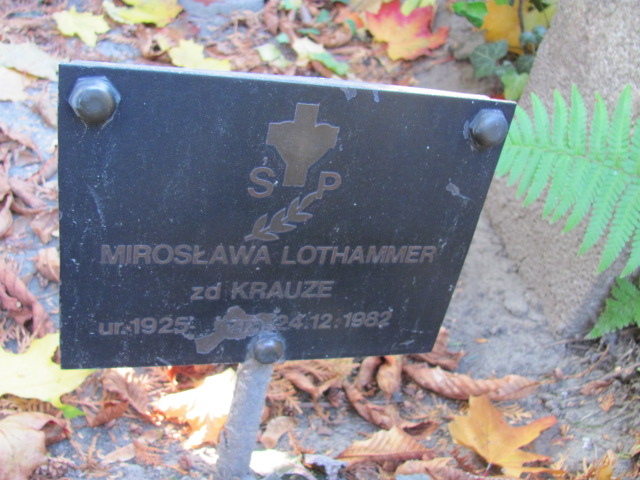 Ś P
MIROSŁAWA LOTHAMMER
zd KRAUZE
ur.1925 24.12.1982